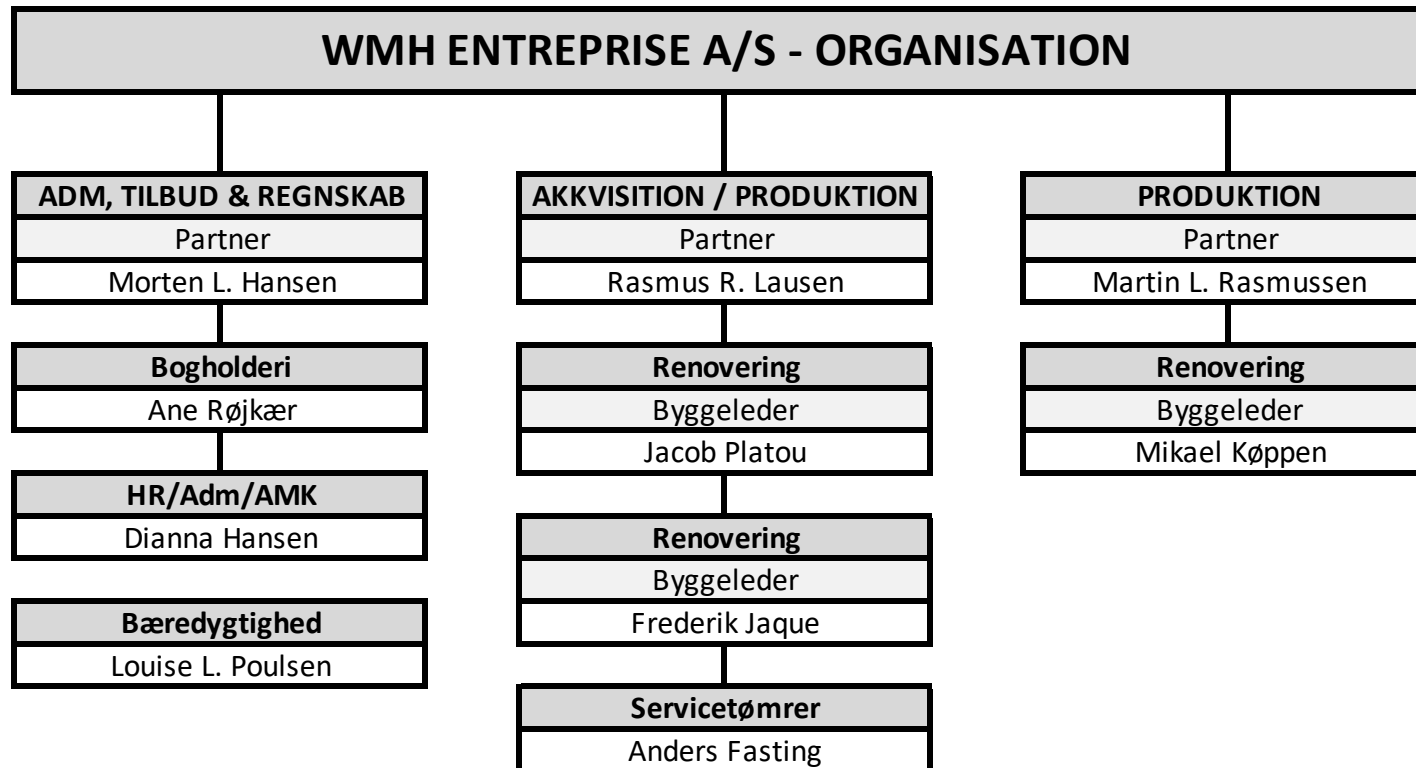 WMH ENTREPRISE A/S - ORGANISATION
ADM, TILBUD & REGNSKAB
Partner
Morten L. Hansen
Bogholderi
Ane Røjkær
HR/Adm/AMK
Dianna Hansen
Bæredygtighed
Louise L. Poulsen
AKKVISITION / PRODUKTION
Partner
Rasmus R. Lausen
Renovering
Byggeleder
Jacob Platou
Renovering
Byggeleder
Frederik Jaque
Servicetømrer
Anders Fasting
PRODUKTION
Partner
Martin L. Rasmussen
Renovering
Byggeleder
Mikael Køppen